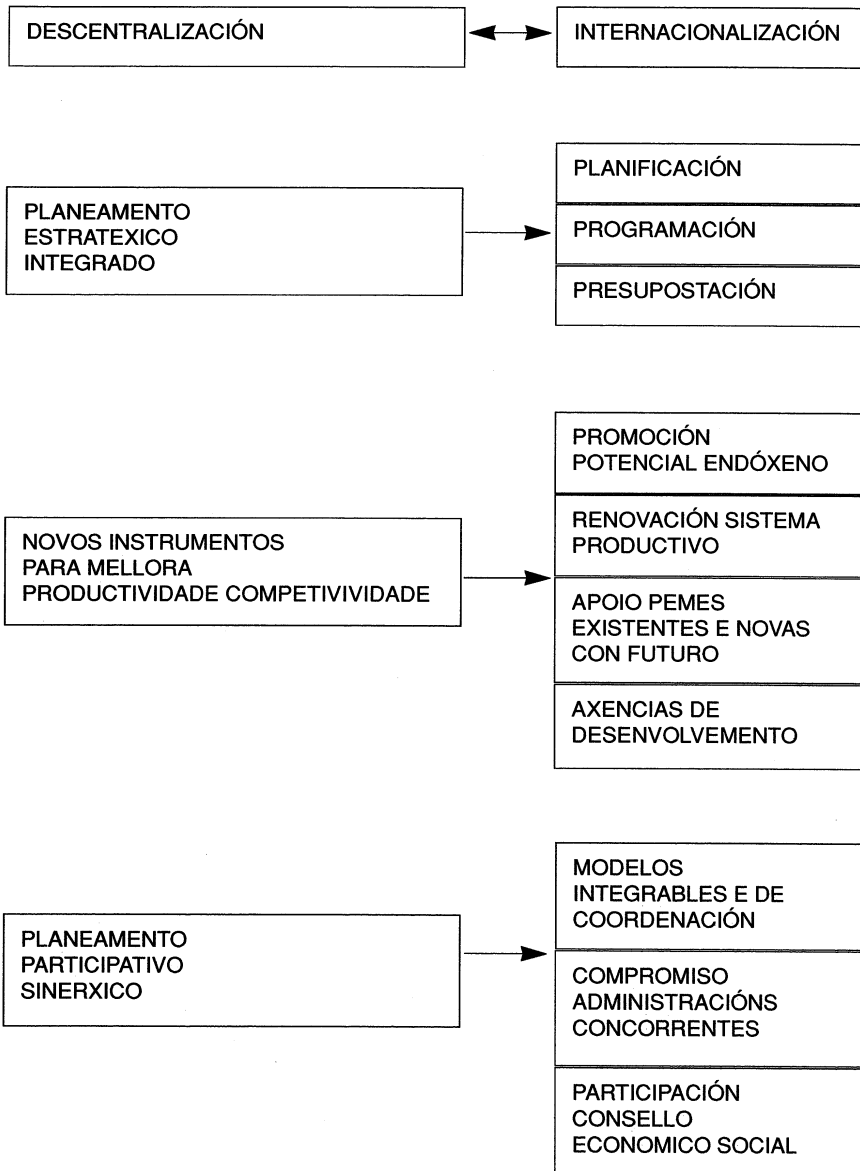 DESCENTRALIZACIÓN
INTERNACIONALIZACIÓN
PLANEAMENTO
ESTRATEXICO
INTEGRADO
PLANIFICACIÓN
PROGRAMACIÓN
PRESUPOSTACIÓN
NOVOS INSTRUMENTOS
PARA MELLORA
PRODUCTIVIDADE COMPETIVIVIDADE
PROMOCIÓN
POTENCIAL ENDÓXENO
RENOVACIÓN SISTEMA
PRODUCTIVO
APOIO PEMES
EXISTENTES E NOVAS
CON FUTURO
AXENCIAS DE
DESENVOLVEMENTO
PLANEAMENTO
PARTICIPATIVO
SINERXICO
MODELOS
INTEGRABLES E DE
COORDENACIÓN
COMPROMISO
ADMINISTRACIÓNS
CONCORRENTES
PARTICIPACIÓN
CONSELLO
ECONOMICO SOCIAL